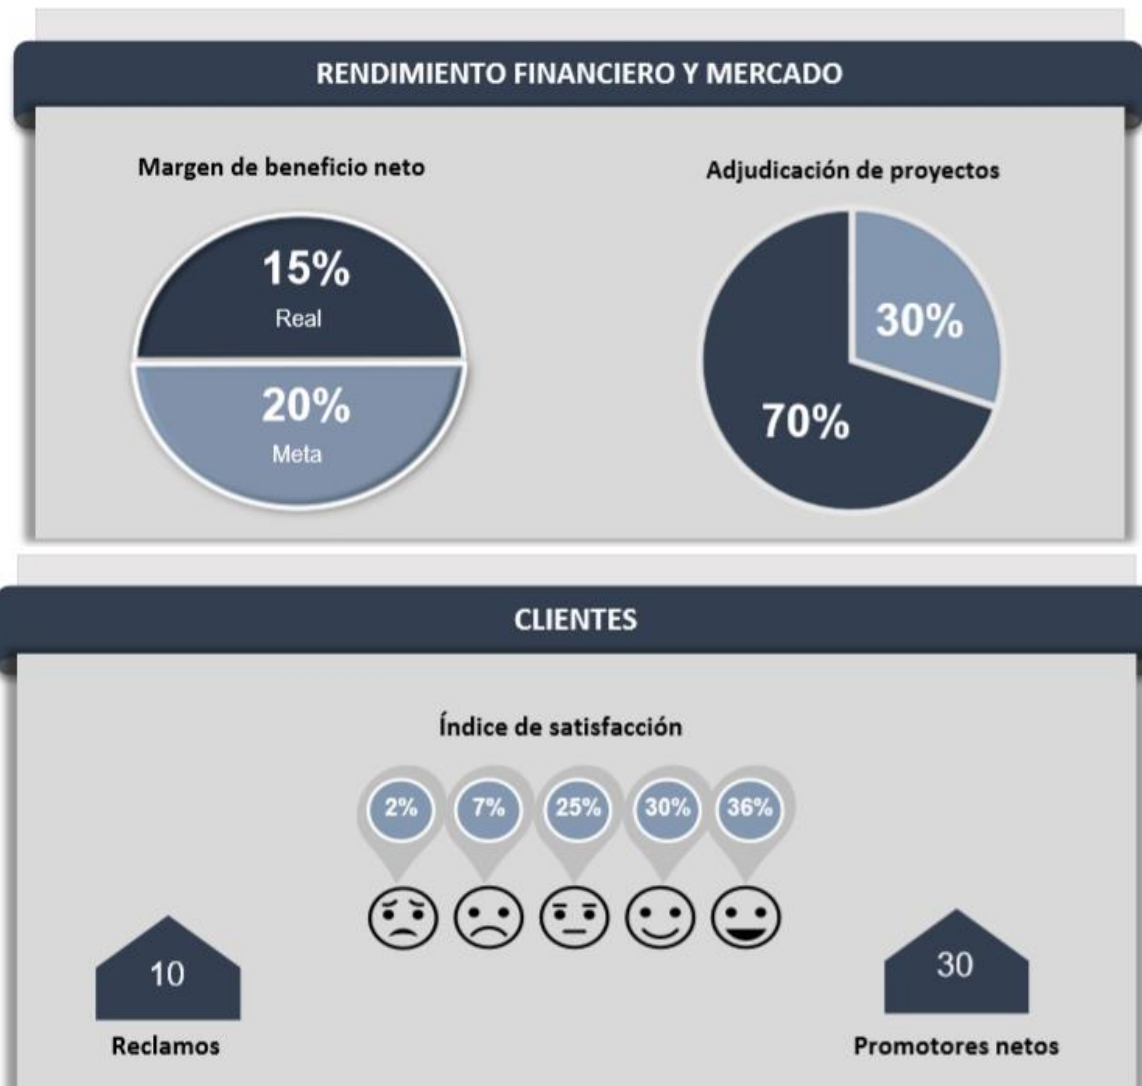 RENDIMIENTO FINANCIERO Y MERCADO
Margen de beneficio neto
15%
Real
20%
Meta
Adjudicación de proyectos
30%
70%
CLIENTES
Índice de satisfacción
2% 7% 25% 30% 36%
10
Reclamos
30
Promotores netos